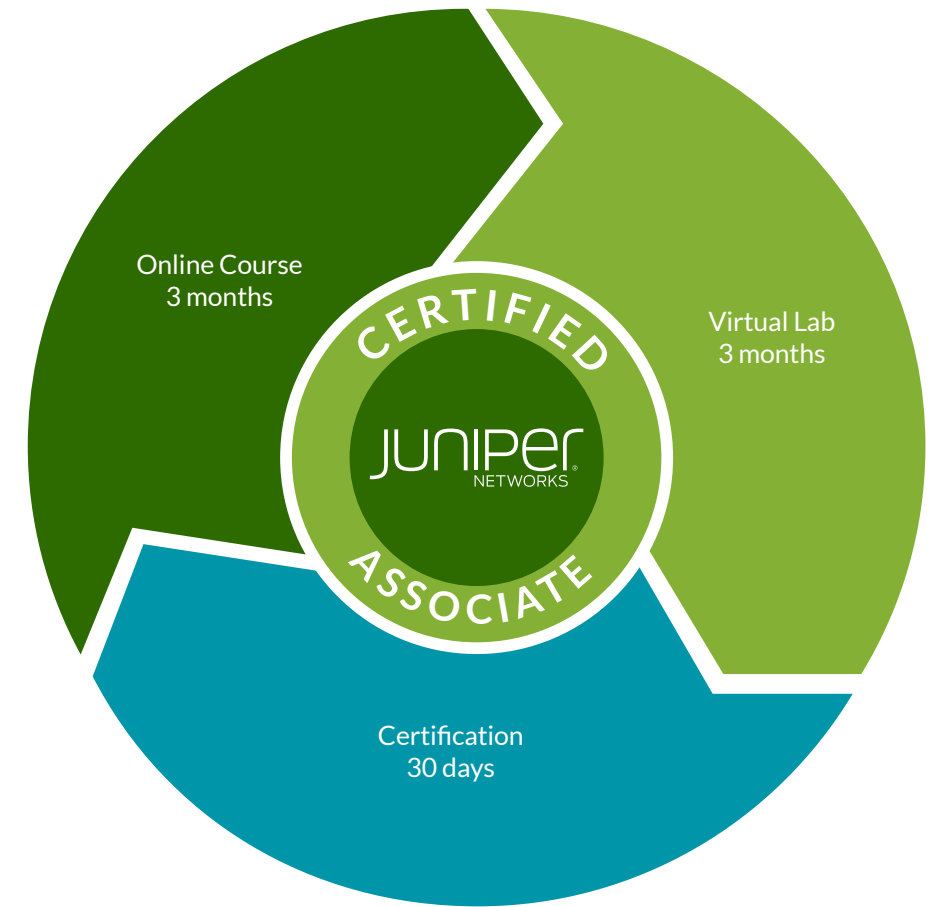 Online Course
3 months
Virtual Lab
3 months
CERTIFIED
JUNIPEr
NETWORKS®
ASSOCIATE
Certification
30 days